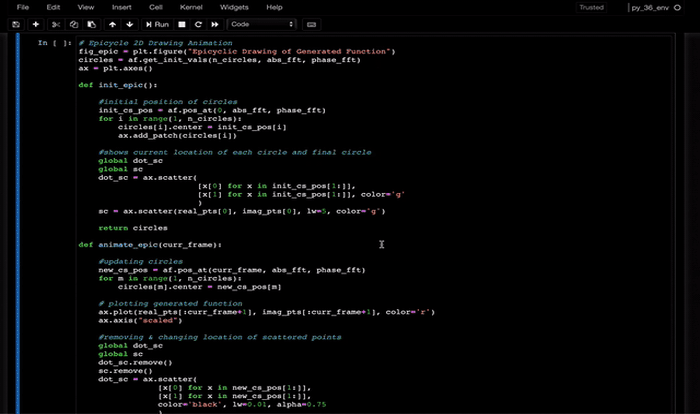 File Edit View Insert Cell Kernel Widgets Help Trusted py_36_env
Run Code
In [ ]: # Epicycle 2D Drawing Animation
fig_epic = plt.figure("Epicyclic Drawing of Generated Function")
circles = af.get_init_vals(n_circles, abs_fft, phase_fft)
ax = plt.axes()
def init_epic():
#initial position of circles
init_cs_pos = af.pos_at(0, abs_fft, phase_fft)
for i in range(1, n_circles):
circles[i].center = init_cs_pos[i]
ax.add_patch(circles[i])
#shows current location of each circle and final circle
global dot_sc
global sc
dot_sc = ax.scatter(
[x[0] for x in init_cs_pos[1:]],
[x[1] for x in init_cs_pos[1:]], color='g'
)
sc = ax.scatter(real_pts[0], imag_pts[0], lw=5, color='g')
return circles
def animate_epic(curr_frame):
#updating circles
new_cs_pos = af.pos_at(curr_frame, abs_fft, phase_fft)
for m in range(1, n_circles):
circles[m].center = new_cs_pos[m]
# plotting generated function
ax.plot(real_pts[:curr_frame+1], imag_pts[:curr_frame+1], color='r')
ax.axis("scaled")
#removing & changing location of scattered points
global dot_sc
global sc
dot_sc.remove()
sc.remove()
dot_sc = ax.scatter(
[x[0] for x in new_cs_pos[1:]],
[x[1] for x in new_cs_pos[1:]],
color='black', lw=0.01, alpha=0.75
)